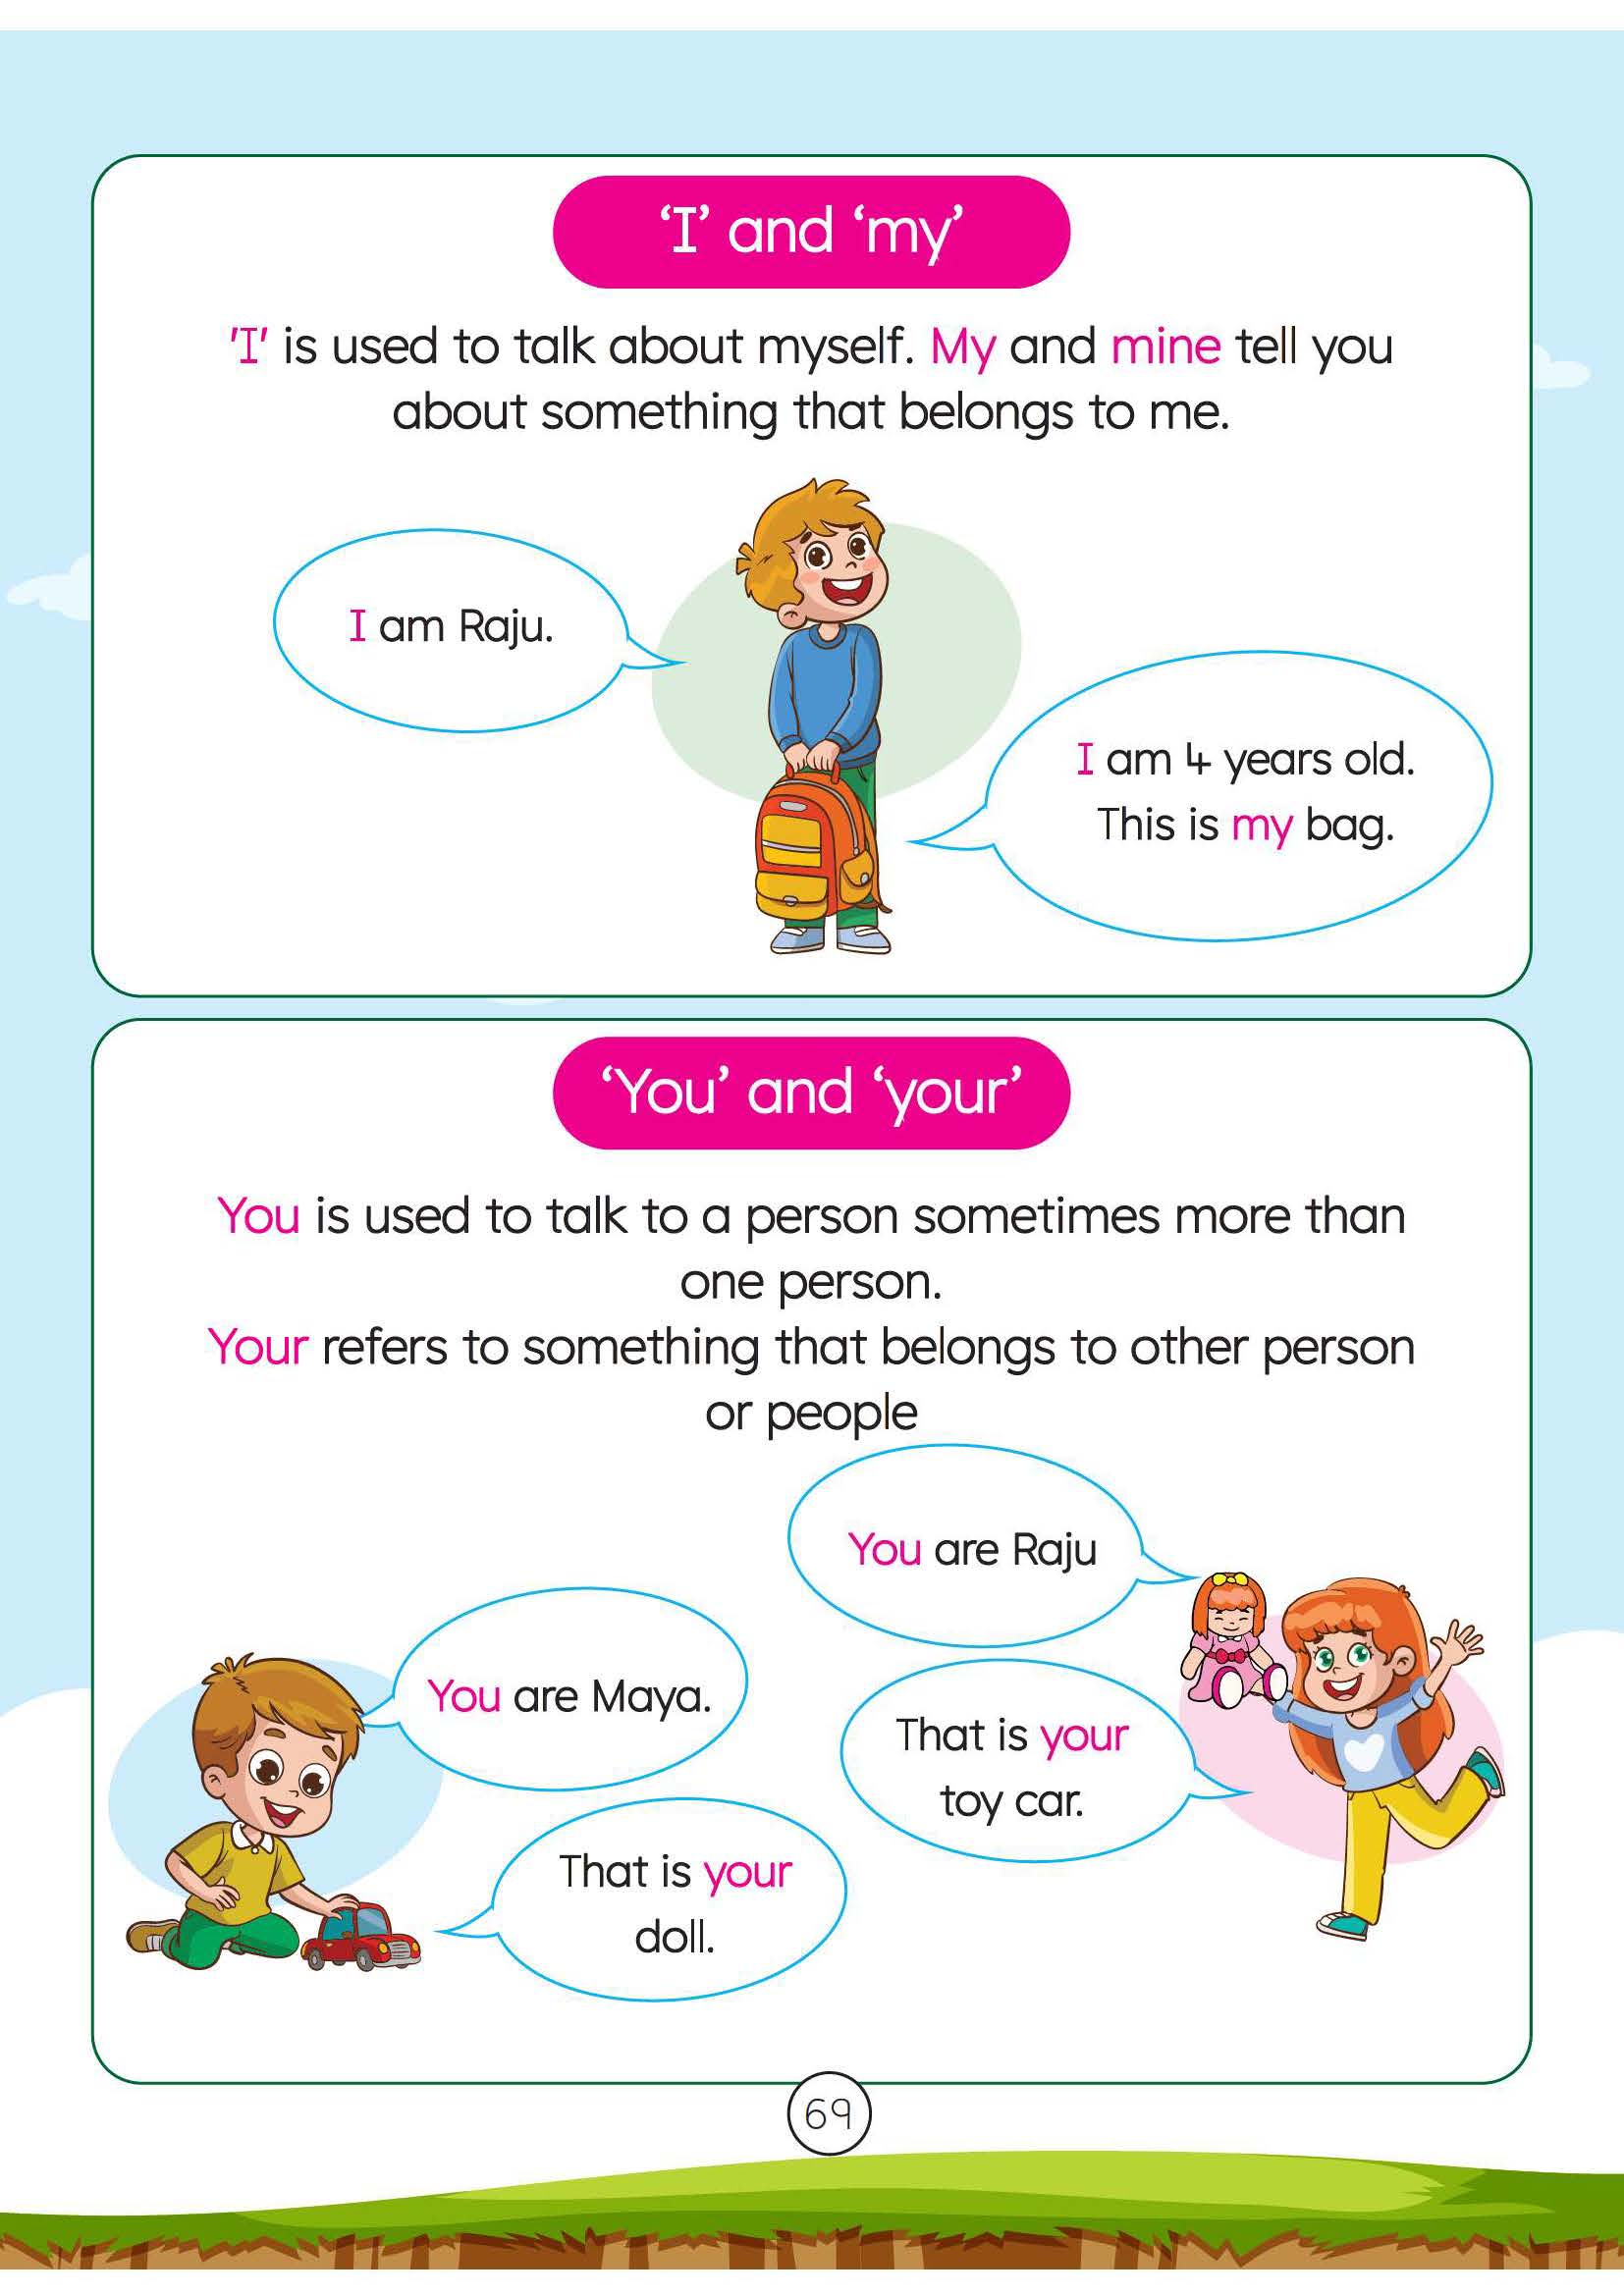 ‘I’ and ‘my’
'I' is used to talk about myself. My and mine tell you
about something that belongs to me.
I am Raju.
I am 4 years old.
This is my bag.
‘You’ and ‘your’
You is used to talk to a person sometimes more than
one person.
Your refers to something that belongs to other person
or people
You are Raju
You are Maya.
That is your
toy car.
That is your
doll.
69